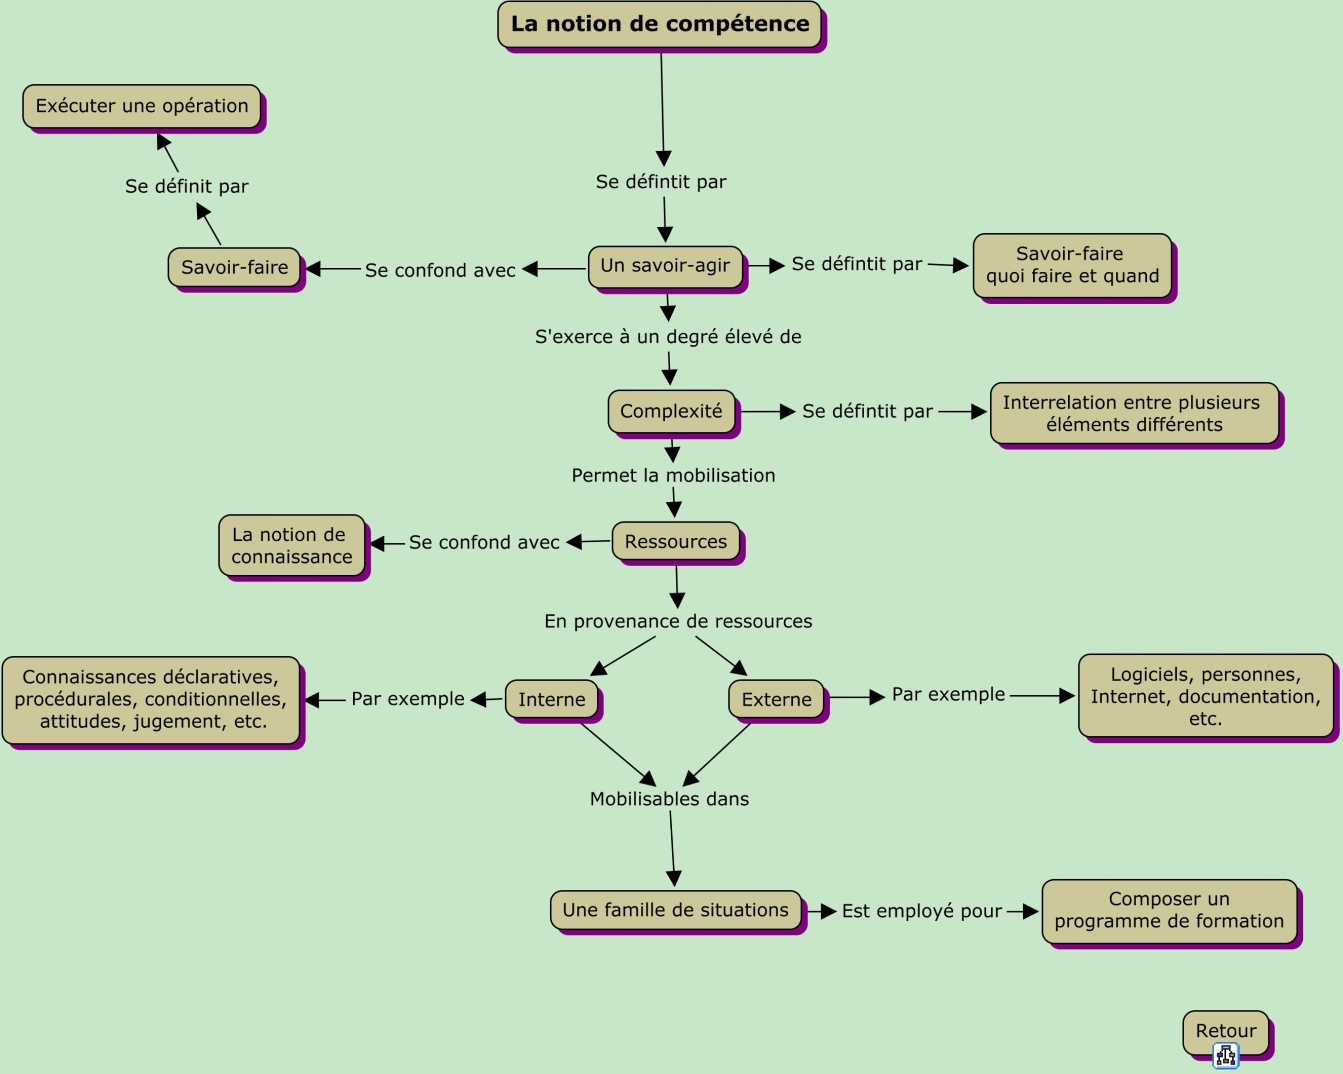 La notion de compétence
Exécuter une opération
Se définit par
Se défintit par
Savoir-faire
Se confond avec
Un savoir-agir
Se défintit par
Savoir-faire
quoi faire et quand
S'exerce à un degré élevé de
Complexité
Se défintit par
Interrelation entre plusieurs
éléments différents
Permet la mobilisation
La notion de
connaissance
Se confond avec
Ressources
En provenance de ressources
Connaissances déclaratives,
procédurales, conditionnelles,
attitudes, jugement, etc.
Par exemple
Interne
Externe
Par exemple
Logiciels, personnes,
Internet, documentation,
etc.
Mobilisables dans
Une famille de situations
Est employé pour
Composer un
programme de formation
Retour